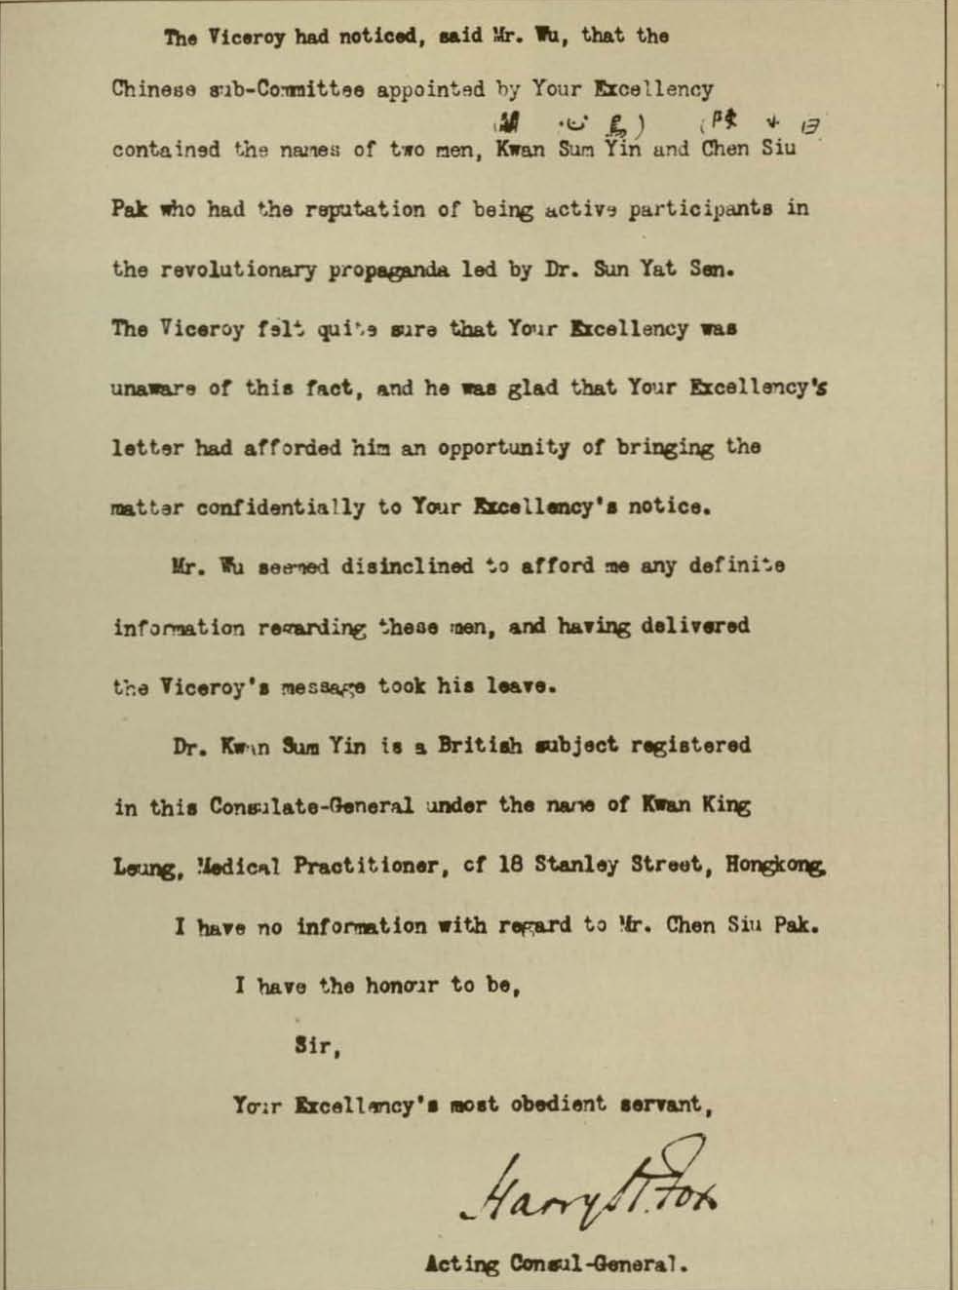 The Viceroy had noticed, said Mr. Wu, that the
Chinese sub-Committee appointed by Your Excellency
contained the names of two men, Kwan Sum Yin and Chen Siu
Pak who had the reputation of being active participants in
the revolutionary propaganda led by Dr. Sun Yat Sen.
The Viceroy felt quite sure that Your Excellency was
unaware of this fact, and he was glad that Your Excellency's
letter had afforded him an opportunity of bringing the
matter confidentially to Your Excellency's notice.
Mr. Wu seemed disinclined to afford me any definite
information regarding these men, and having delivered
the Viceroy's message took his leave.
Dr. Kwan Sum Yin is a British subject registered
in this Consulate-General under the name of Kwan King
Leung, Medical Practitioner, of 18 Stanley Street, Hongkong.
I have no information with regard to Mr. Chen Siu Pak.
I have the honour to be,
Sir,
Your Excellency's most obedient servant,
Harry H. Fox
Acting Consul-General.